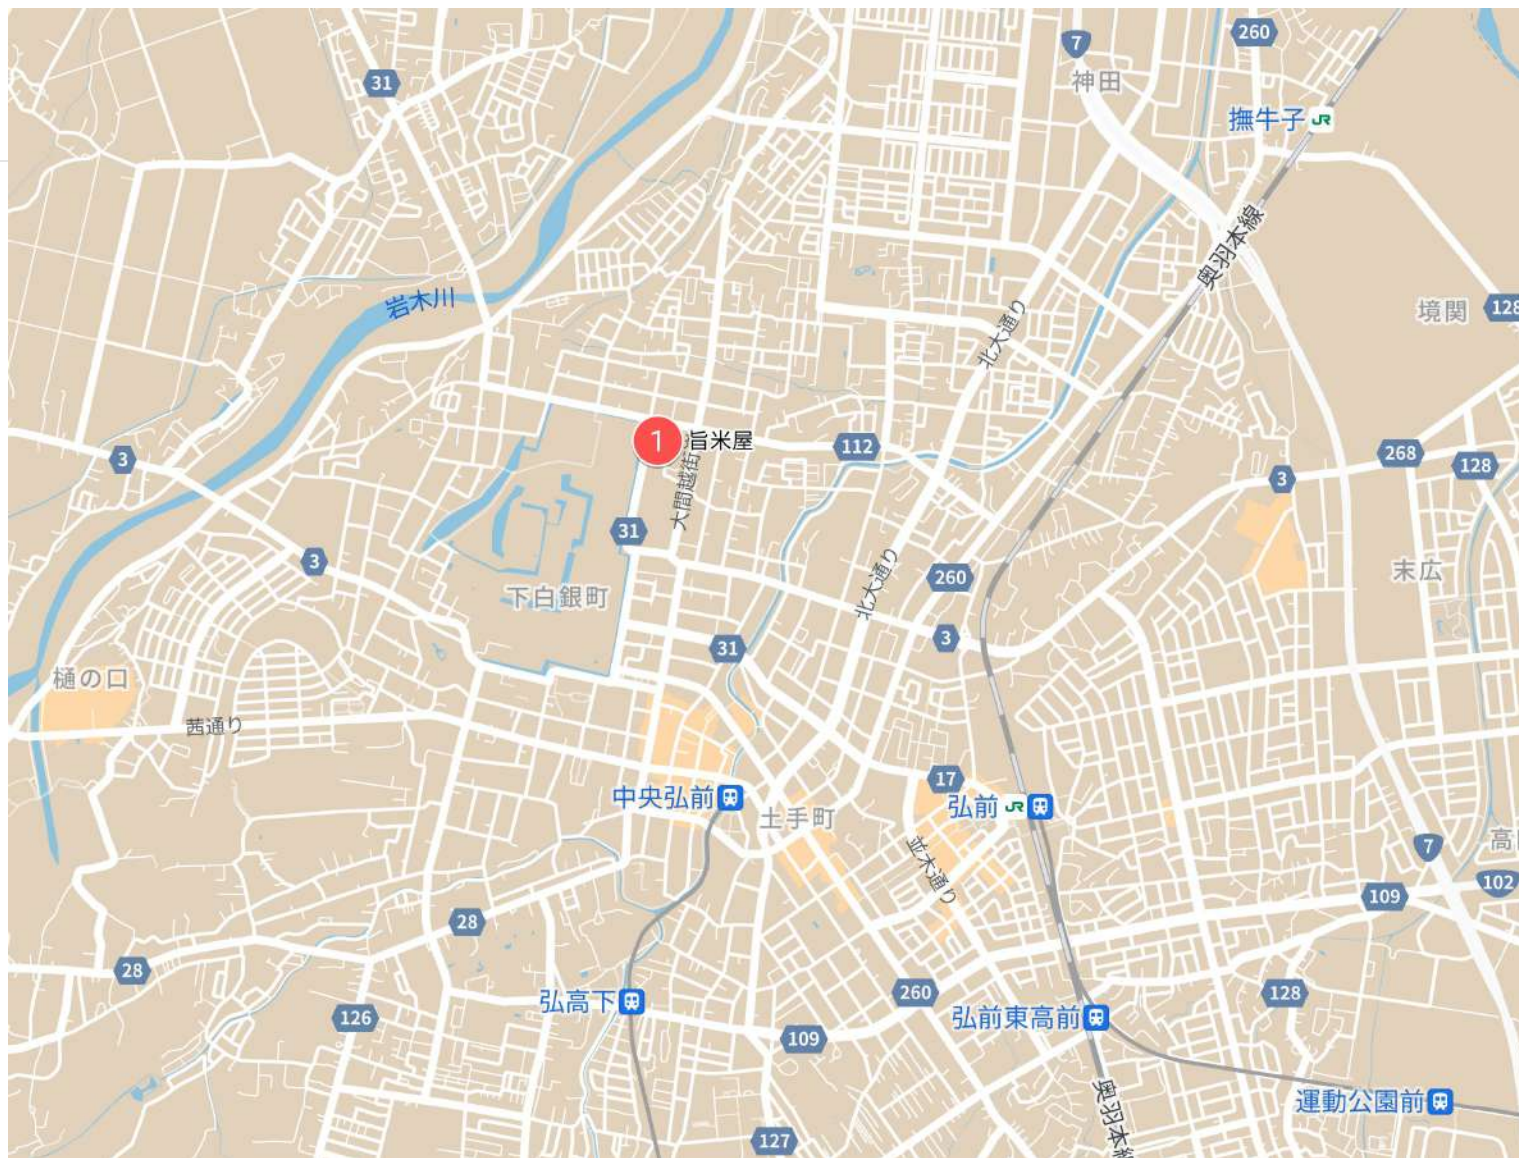 260
7
31
神田
撫牛子 JR
奥羽本線
岩木川
境関
128
北大通り
1
旨米屋
112
大間越街
3
268
128
3
31
北大通り
3
260
末広
下白銀町
3
31
樋の口
茜通り
17
中央弘前
弘前 JR
土手町
7
高
並木通り
102
109
28
28
260
128
弘高下
126
弘前東高前
109
奥羽本線
運動公園前
127